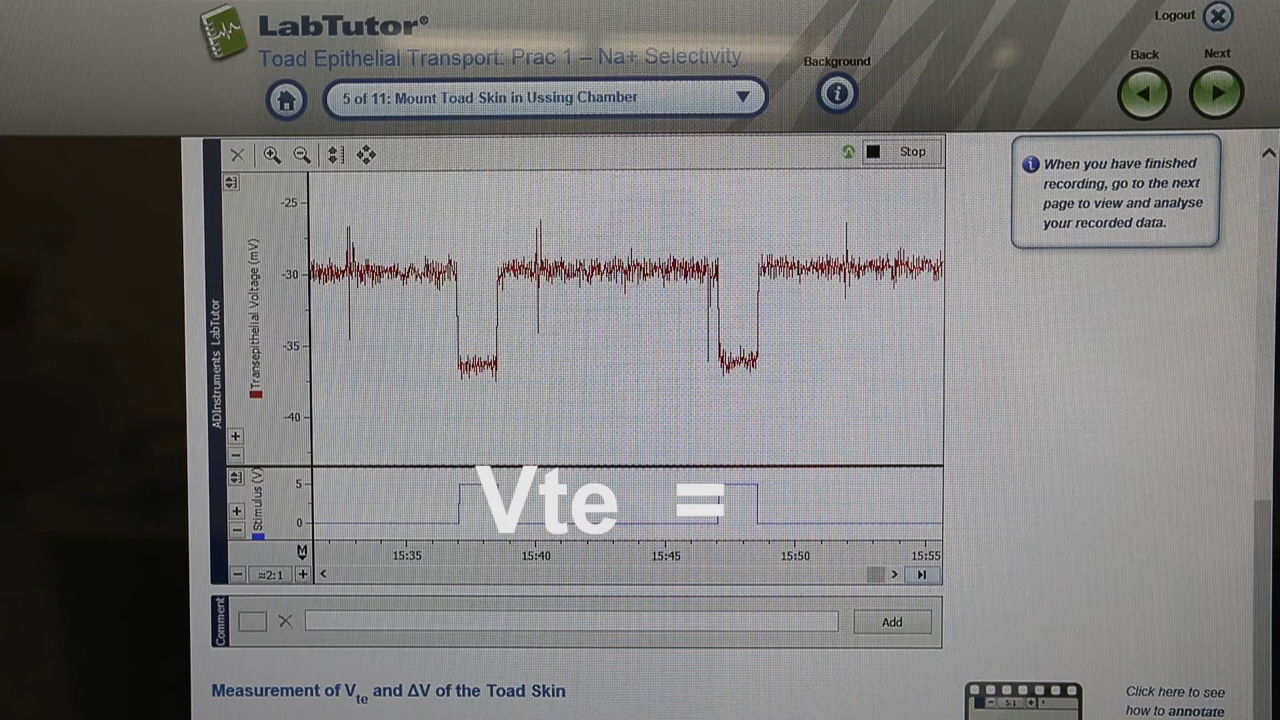 LabTutor®
Toad Epithelial Transport: Prac 1 – Na+ Selectivity
Logout
Background
Back
Next
5 of 11: Mount Toad Skin in Ussing Chamber
Stop
When you have finished
recording, go to the next
page to view and analyse
your recorded data.
ADInstruments LabTutor
Transepithelial Voltage (mV)
-25
-30
-35
-40
Stimulus (V)
5
0
Vte =
M
15:35
15:40
15:45
15:50
15:55
≈2:1
Comment
Add
Measurement of Vte and ΔV of the Toad Skin
5:1
Click here to see
how to annotate